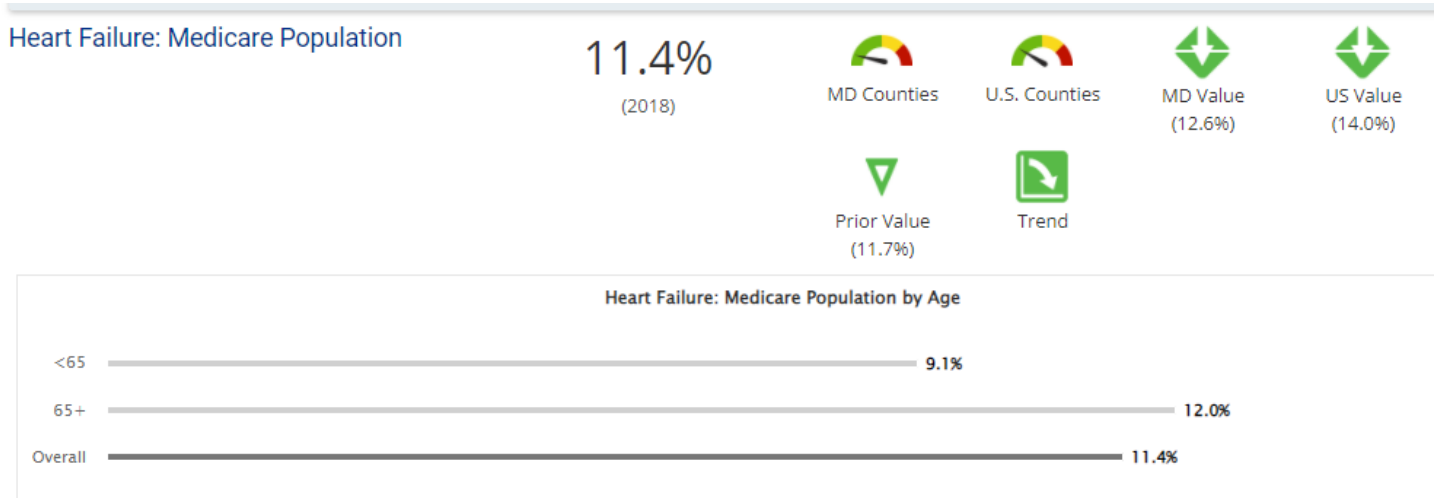 Heart Failure: Medicare Population
11.4%
(2018)
MD Counties
U.S. Counties
MD Value
(12.6%)
US Value
(14.0%)
Prior Value
(11.7%)
Trend
Heart Failure: Medicare Population by Age
<65
9.1%
65+
12.0%
Overall
11.4%